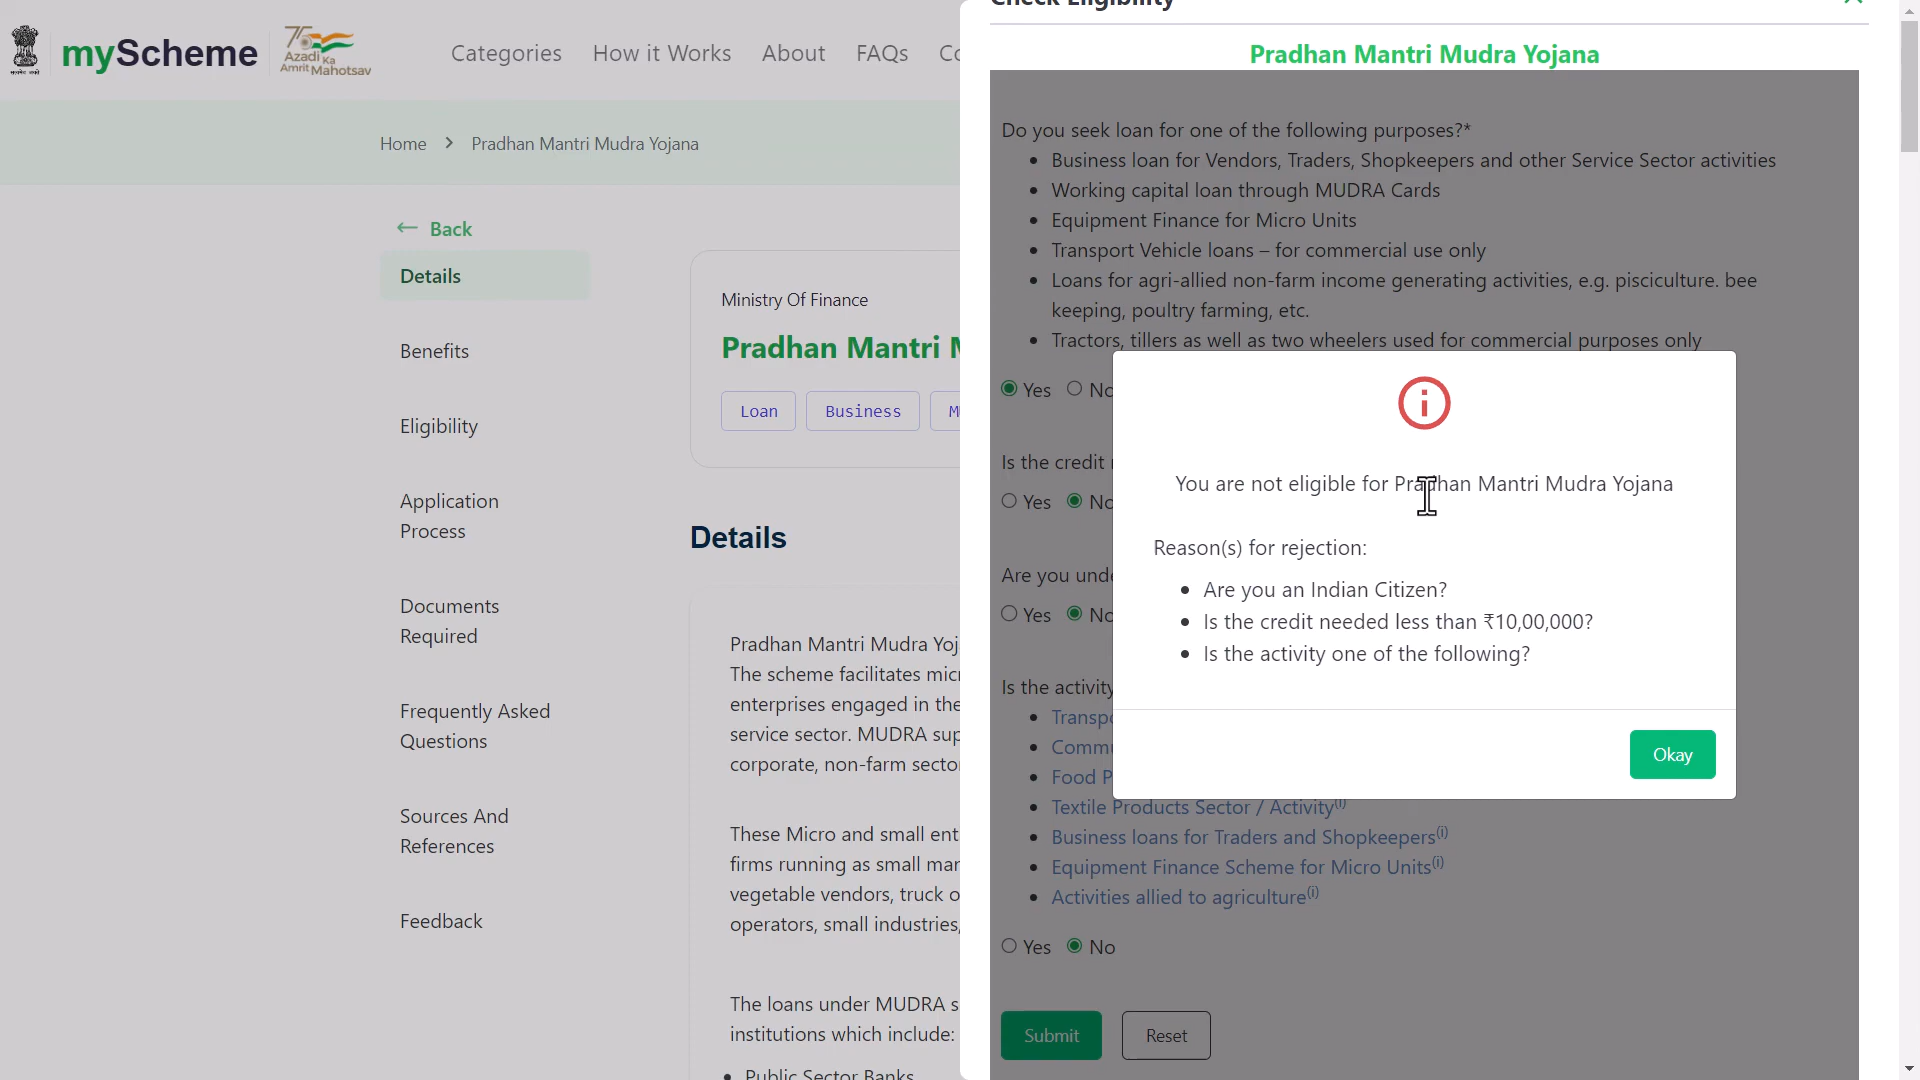 Check Eligibility
myScheme
Azadi Ka Amrit Mahotsav
Categories
How it Works
About
FAQs
Pradhan Mantri Mudra Yojana
Home
Pradhan Mantri Mudra Yojana
Back
Details
Benefits
Eligibility
Application
Process
Documents
Required
Frequently Asked
Questions
Sources And
References
Feedback
Ministry Of Finance
Pradhan Mantri
Loan
Business
Details
Pradhan Mantri Mudra Yoj
The scheme facilitates mic
enterprises engaged in the
service sector. MUDRA sup
corporate, non-farm secto
These Micro and small ent
firms running as small mar
vegetable vendors, truck o
operators, small industries,
The loans under MUDRA s
institutions which include:
Public Sector Banks
Do you seek loan for one of the following purposes?*
Business loan for Vendors, Traders, Shopkeepers and other Service Sector activities
Working capital loan through MUDRA Cards
Equipment Finance for Micro Units
Transport Vehicle loans – for commercial use only
Loans for agri-allied non-farm income generating activities, e.g. pisciculture. bee
keeping, poultry farming, etc.
Tractors, tillers as well as two wheelers used for commercial purposes only
Yes No
Is the credit
Yes No
Are you unde
Yes No
Is the activity
Transpo
Commu
Food P
Textile Products Sector / Activity(i)
Business loans for Traders and Shopkeepers(i)
Equipment Finance Scheme for Micro Units(i)
Activities allied to agriculture(i)
Yes No
Submit
Reset
You are not eligible for Pradhan Mantri Mudra Yojana
Reason(s) for rejection:
Are you an Indian Citizen?
Is the credit needed less than ₹10,00,000?
Is the activity one of the following?
Okay